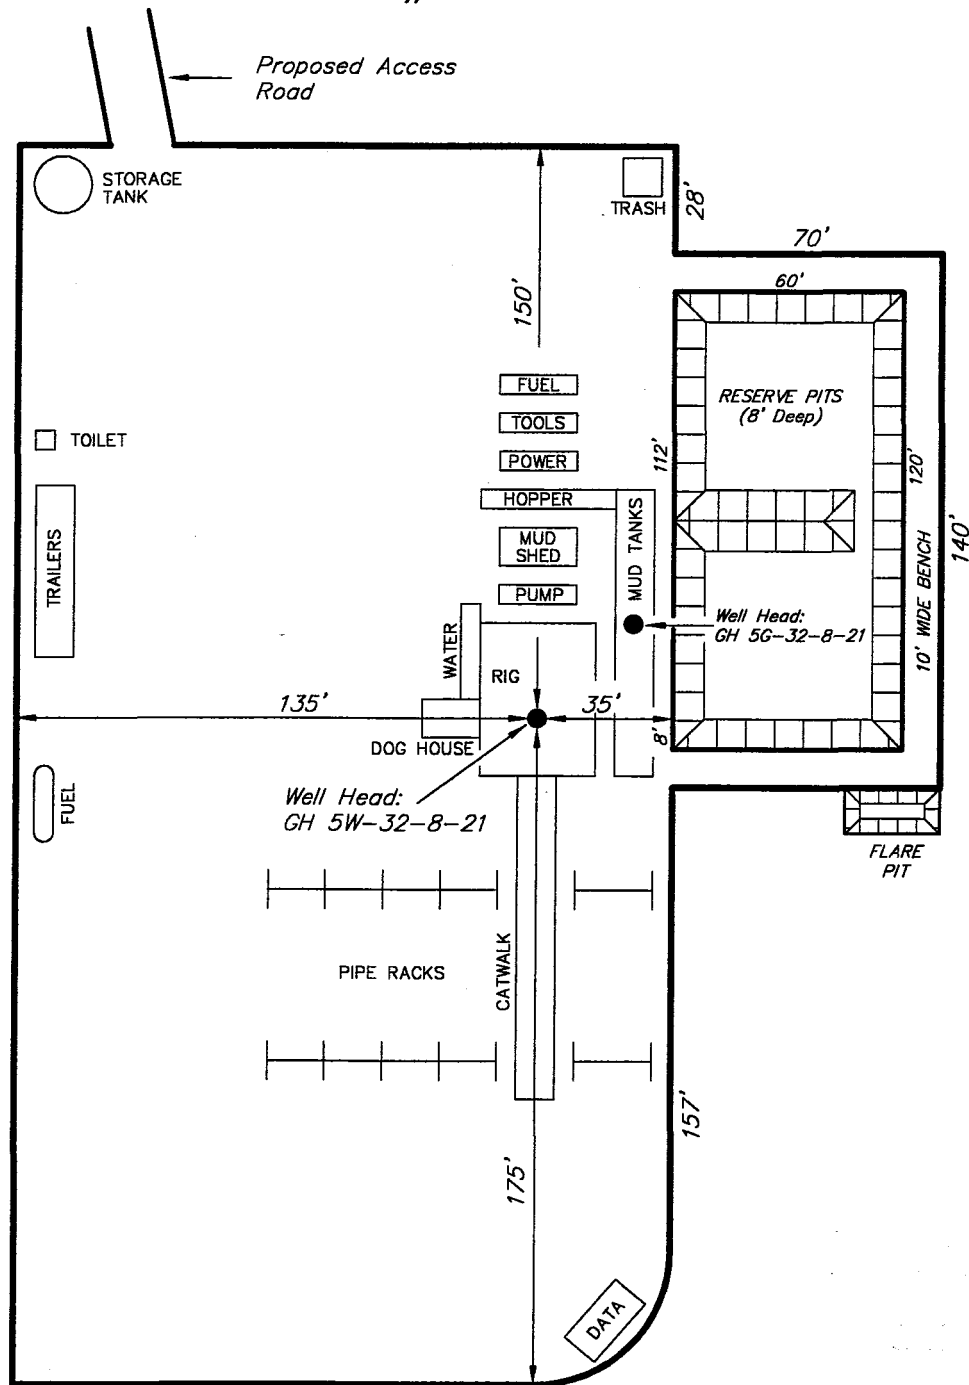 Proposed Access
Road
STORAGE
TANK
TRASH
28'
70'
60'
150'
FUEL
RESERVE PITS
(8' Deep)
TOOLS
TOILET
POWER
112'
120'
HOPPER
140'
MUD
SHED
MUD TANKS
TRAILERS
10' WIDE BENCH
PUMP
Well Head:
GH 5G-32-8-21
WATER
RIG
135'
35'
8'
DOG HOUSE
FUEL
Well Head:
GH 5W-32-8-21
FLARE
PIT
CATWALK
PIPE RACKS
157'
175'
DATA